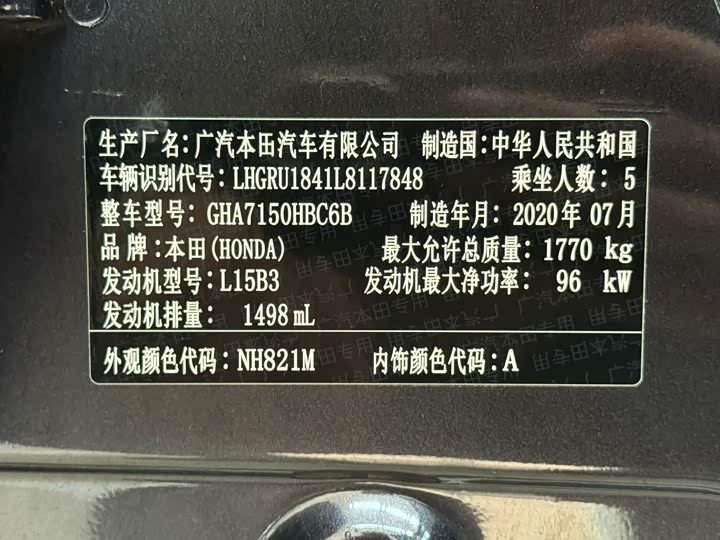 生产厂名：广汽本田汽车有限公司 制造国：中华人民共和国
车辆识别代号：LHGRU1841L8117848 乘坐人数：5
整车型号：GHA7150HBC6B 制造年月：2020年07月
品牌：本田(HONDA) 最大允许总质量：1770 kg
发动机型号：L15B3 发动机最大净功率：96 kW
发动机排量：1498 mL
外观颜色代码：NH821M 内饰颜色代码：A